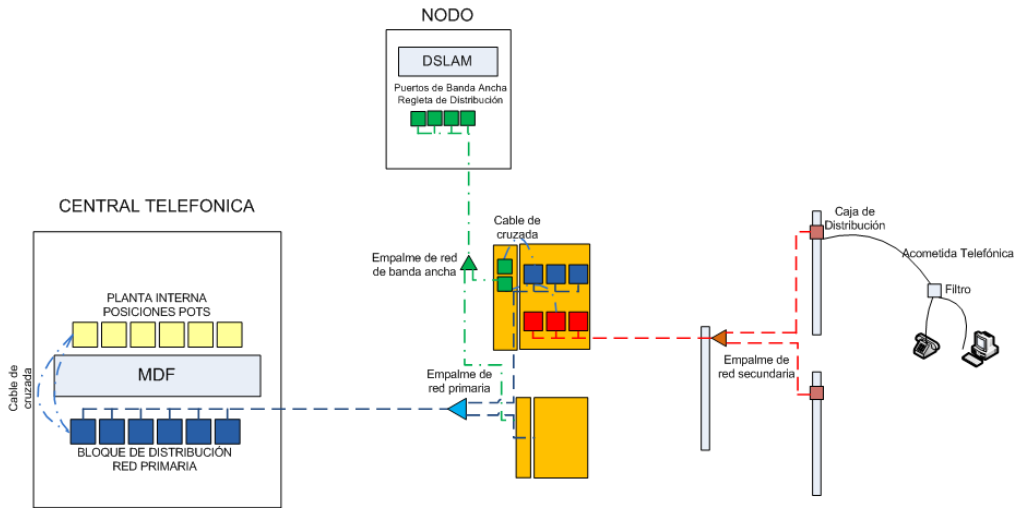 NODO
DSLAM
Puertos de Banda Ancha
Regleta de Distribución
CENTRAL TELEFONICA
PLANTA INTERNA
POSICIONES POTS
MDF
Cable de
cruzada
BLOQUE DE DISTRIBUCIÓN
RED PRIMARIA
Empalme de red
de banda ancha
Cable de
cruzada
Empalme de
red primaria
Empalme de
red secundaria
Caja de
Distribución
Acometida Telefónica
Filtro